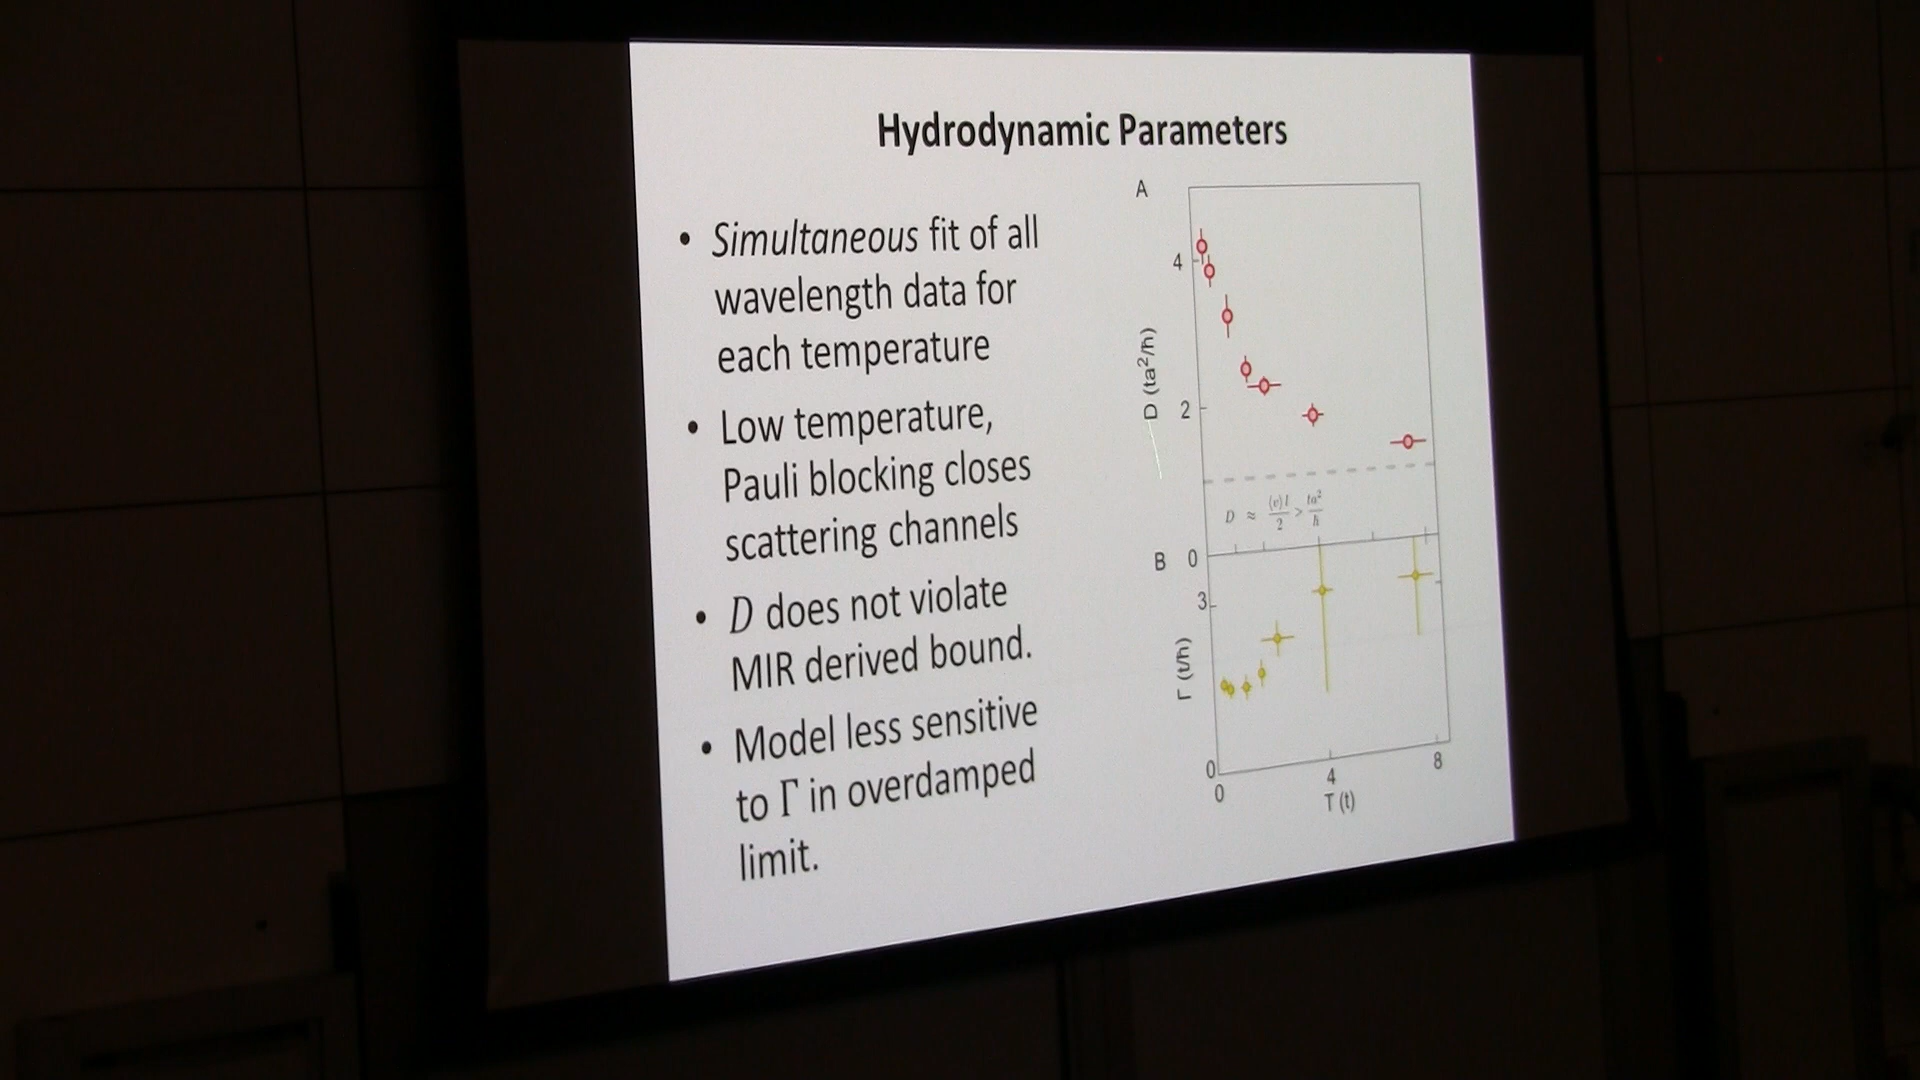 Hydrodynamic Parameters
• Simultaneous fit of all
wavelength data for
each temperature
• Low temperature,
Pauli blocking closes
scattering channels
• D does not violate
MIR derived bound.
• Model less sensitive
to Γ in overdamped
limit.
A
4
2
0
D (ta²/ħ)
D ≈ ⟨v⟩l/2 > ta²/ħ
B
3
0
Γ (t/ħ)
0 4 8
T (t)